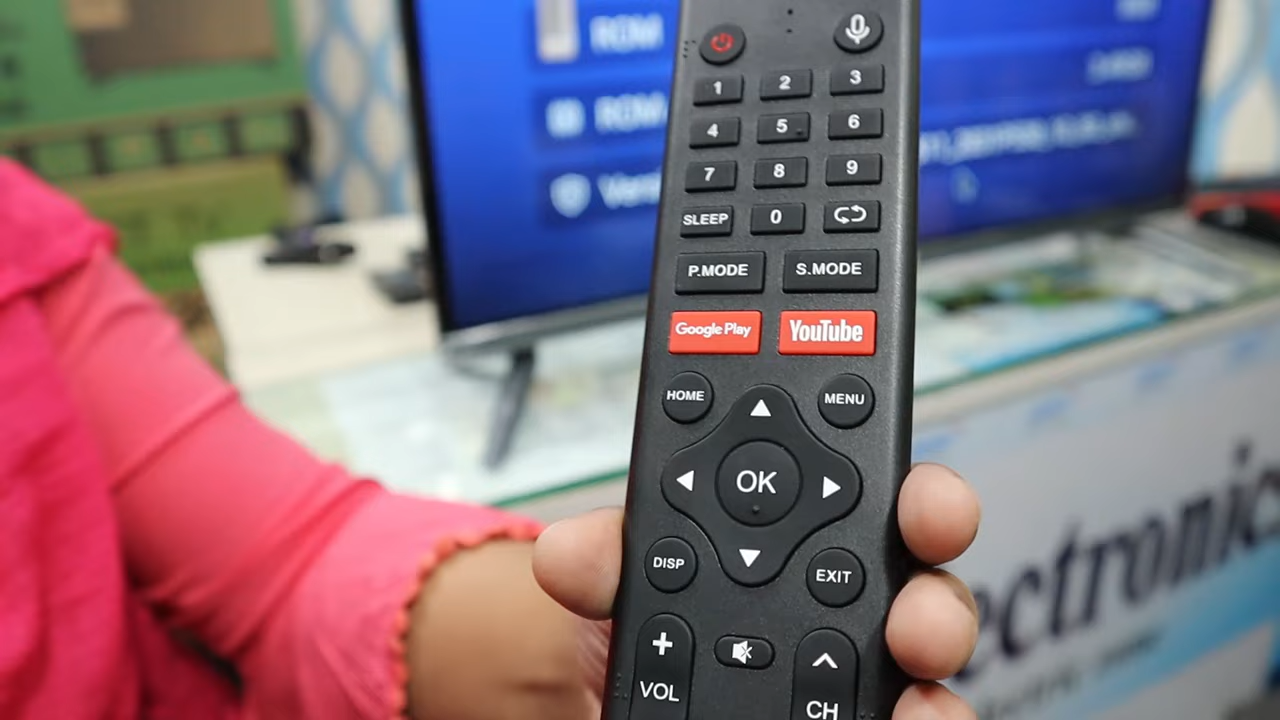 ROM
ROM
1 2 3
4 5 6
7 8 9
SLEEP 0
P.MODE S.MODE
Google Play YouTube
HOME MENU
OK
DISP EXIT
+
VOL CH
ectronics